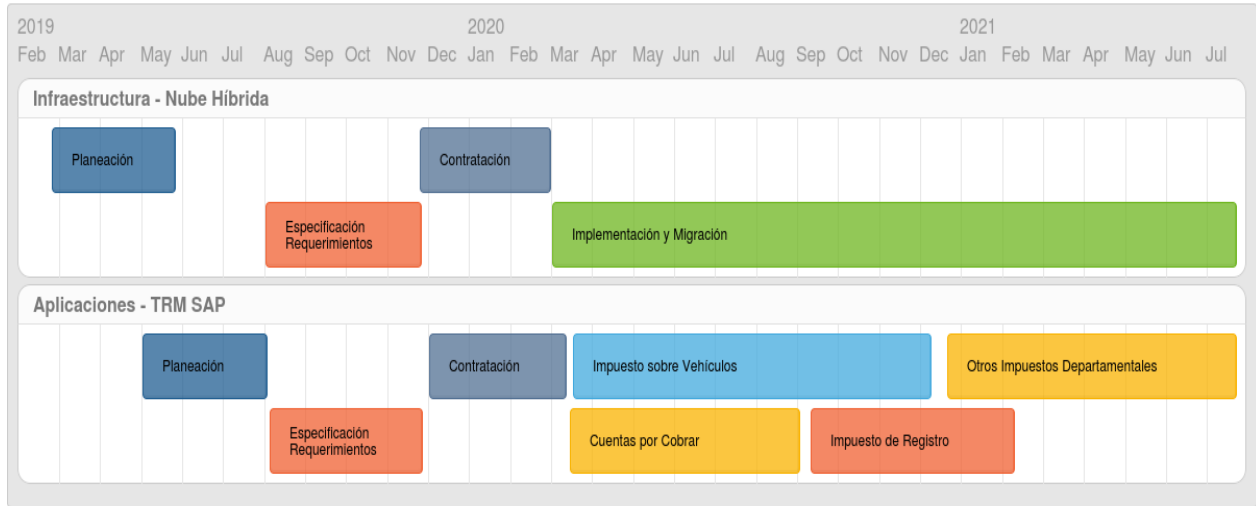 2019 2020 2021
Feb Mar Apr May Jun Jul Aug Sep Oct Nov Dec Jan Feb Mar Apr May Jun Jul Aug Sep Oct Nov Dec Jan Feb Mar Apr May Jun Jul
Infraestructura - Nube Híbrida
Planeación Contratación
Especificación
Requerimientos
Implementación y Migración
Aplicaciones - TRM SAP
Planeación Contratación Impuesto sobre Vehículos Otros Impuestos Departamentales
Especificación
Requerimientos
Cuentas por Cobrar Impuesto de Registro